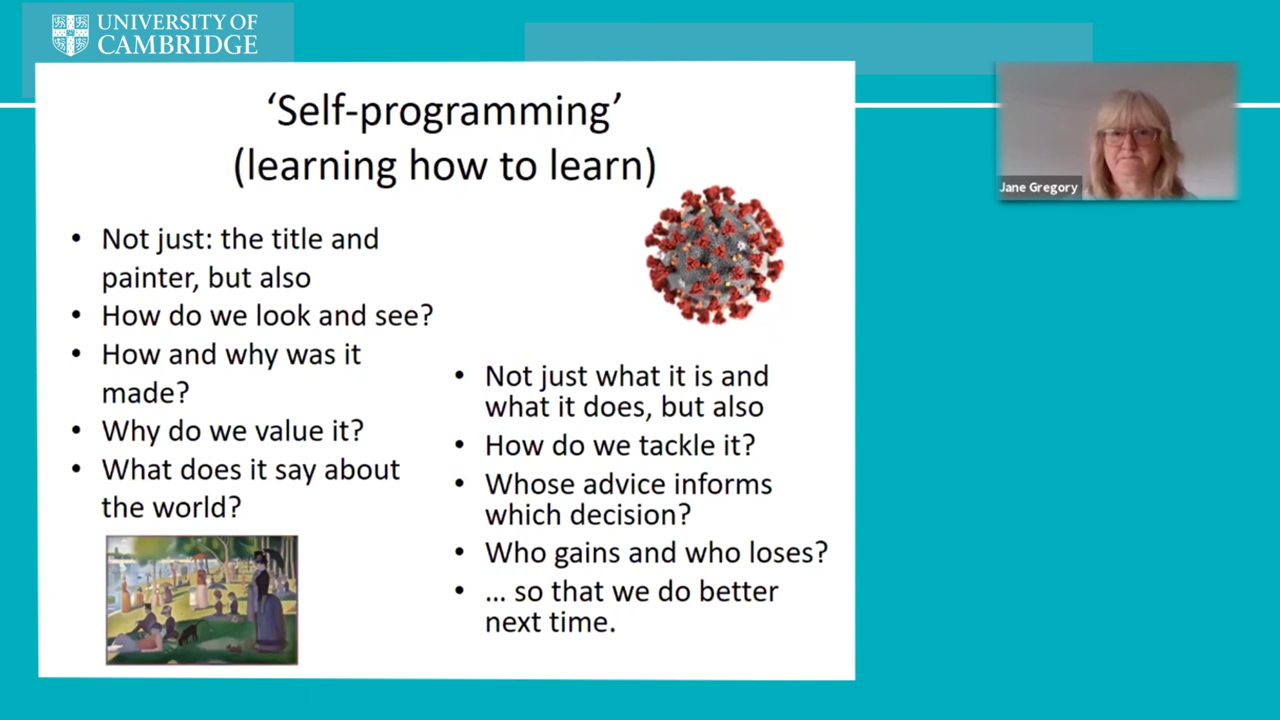 UNIVERSITY OF
CAMBRIDGE
‘Self-programming’
(learning how to learn)
• Not just: the title and
painter, but also
• How do we look and see?
• How and why was it
made?
• Why do we value it?
• What does it say about
the world?
• Not just what it is and
what it does, but also
• How do we tackle it?
• Whose advice informs
which decision?
• Who gains and who loses?
• ... so that we do better
next time.
Jane Gregory